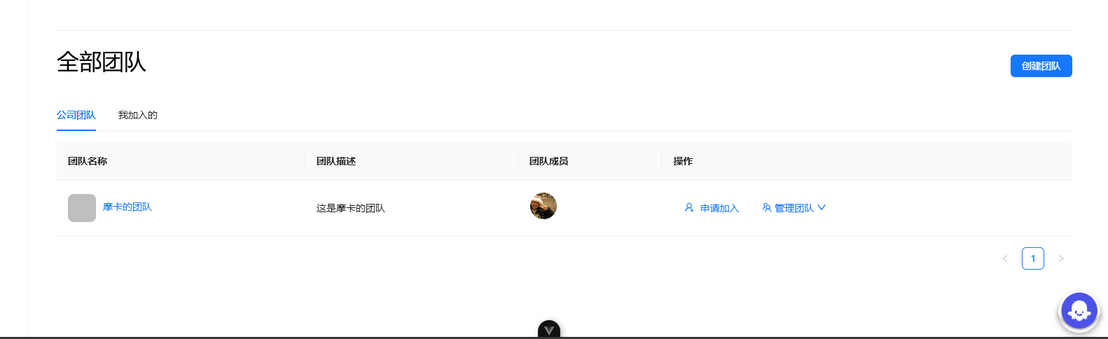 全部团队
创建团队
公司团队 我加入的
团队名称 团队描述 团队成员 操作
摩卡的团队 这是摩卡的团队 申请加入 管理团队
1